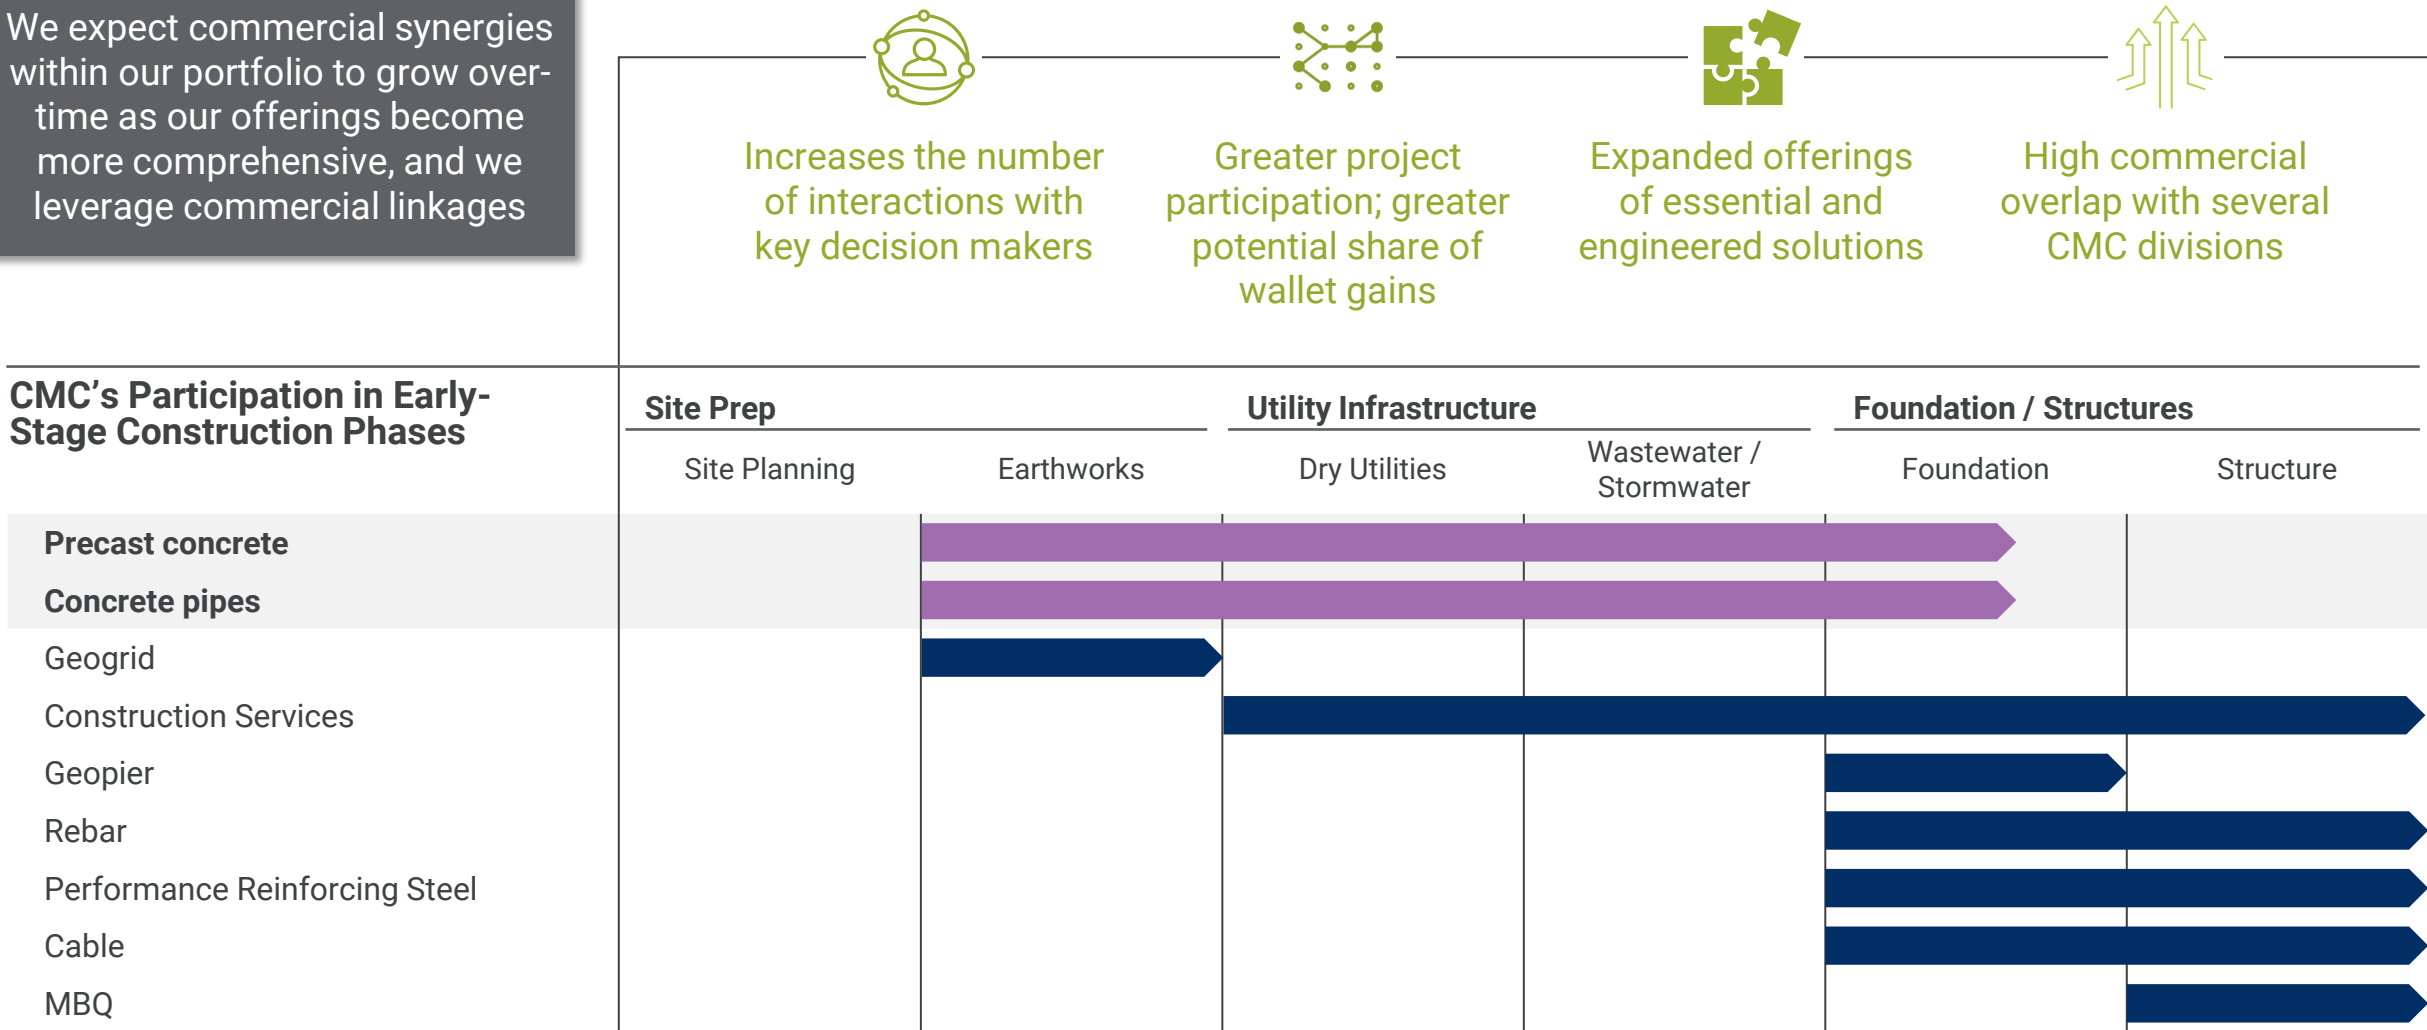 We expect commercial synergies
within our portfolio to grow over-
time as our offerings become
more comprehensive, and we
leverage commercial linkages
Increases the number
of interactions with
key decision makers
Greater project
participation; greater
potential share of
wallet gains
Expanded offerings
of essential and
engineered solutions
High commercial
overlap with several
CMC divisions
CMC’s Participation in Early-
Stage Construction Phases
Site Prep
Utility Infrastructure
Foundation / Structures
Site Planning
Earthworks
Dry Utilities
Wastewater /
Stormwater
Foundation
Structure
Precast concrete
Concrete pipes
Geogrid
Construction Services
Geopier
Rebar
Performance Reinforcing Steel
Cable
MBQ